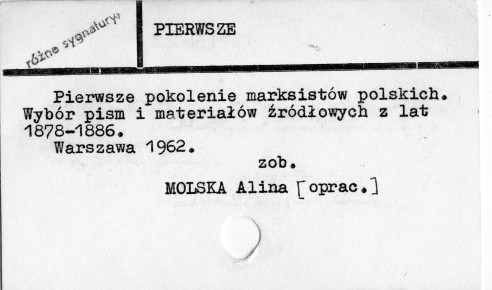 różne sygnatury
PIERWSZE
Pierwsze pokolenie marksistów polskich.
Wybór pism i materiałów źródłowych z lat
1878-1886.
Warszawa 1962.
zob.
MOLSKA Alina [oprac.]